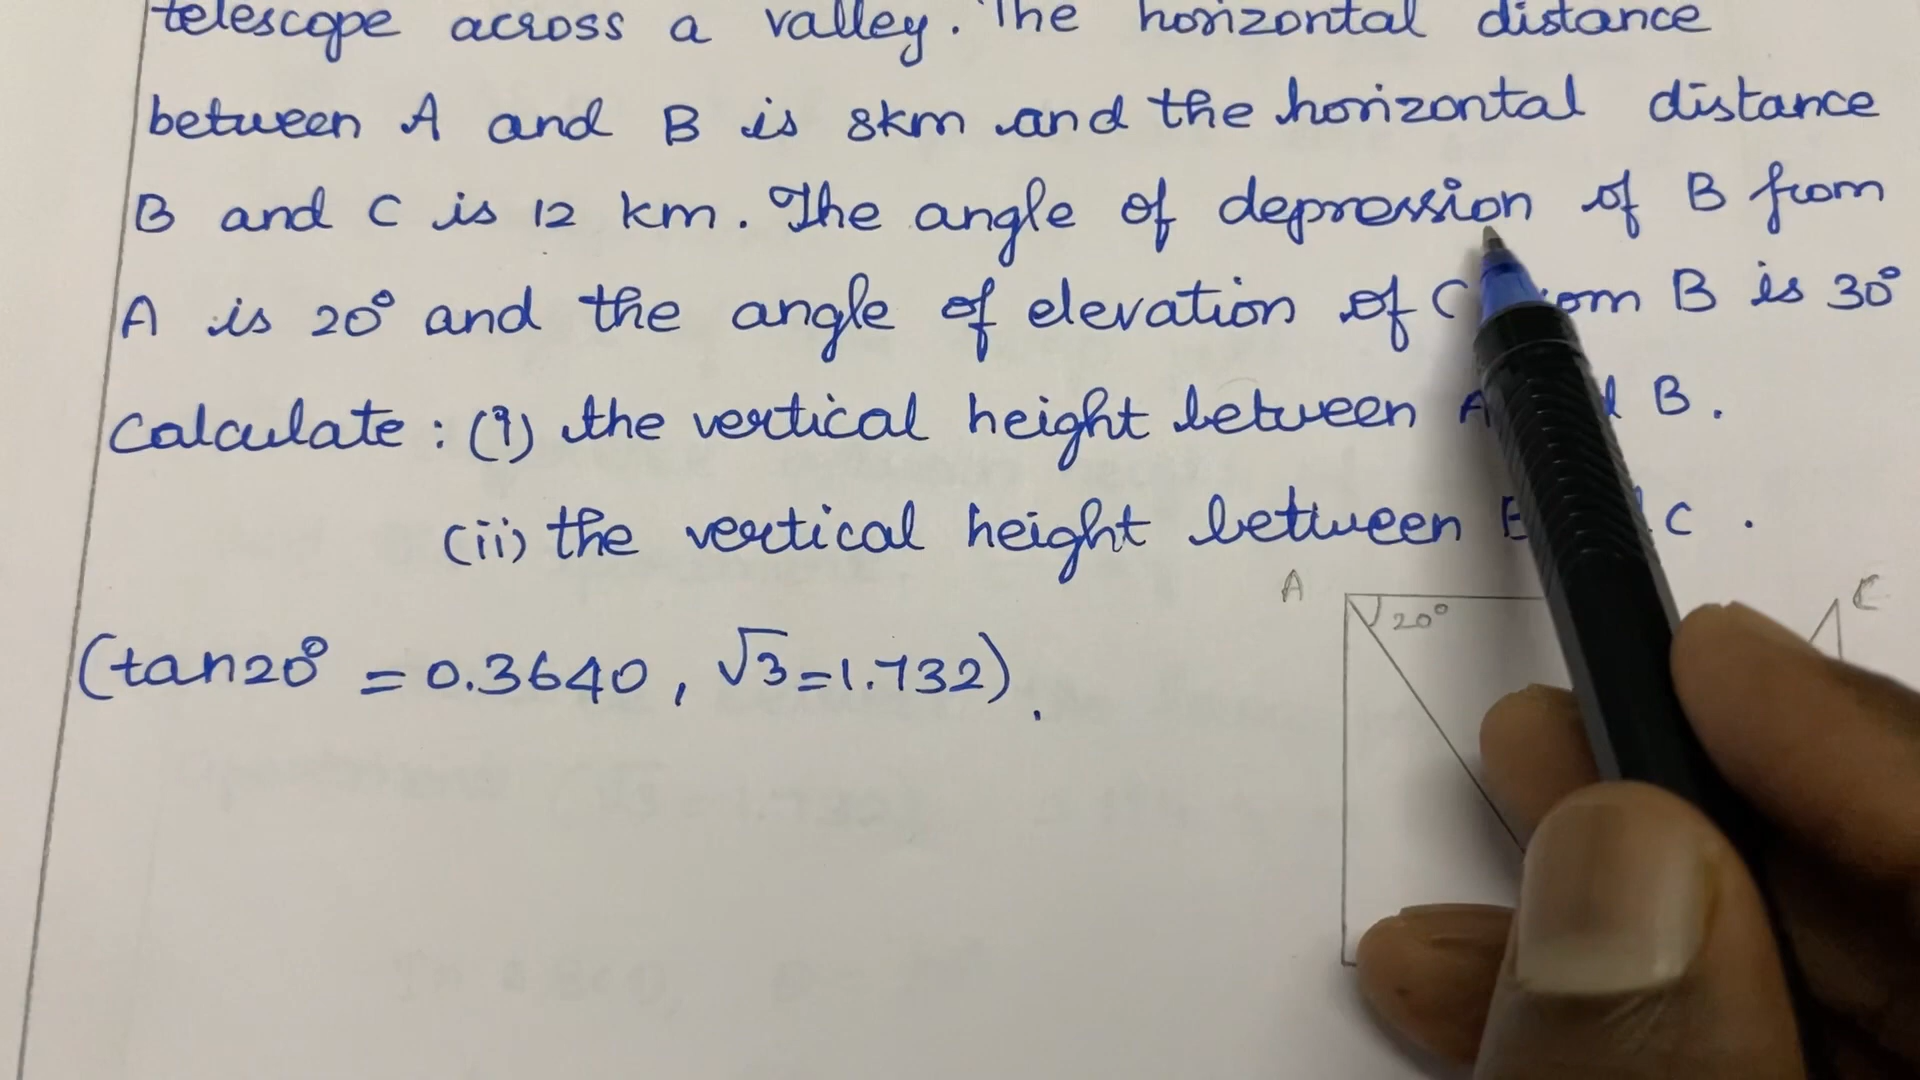 telescope across a valley. The horizontal distance
between A and B is 8km and the horizontal distance
B and C is 12 km. The angle of depression of B from
A is 20° and the angle of elevation of C B is 30°
Calculate : (i) the vertical height between A B.
(ii) the vertical height between C .
(tan20° = 0.3640, √3=1.732).
A 20° C